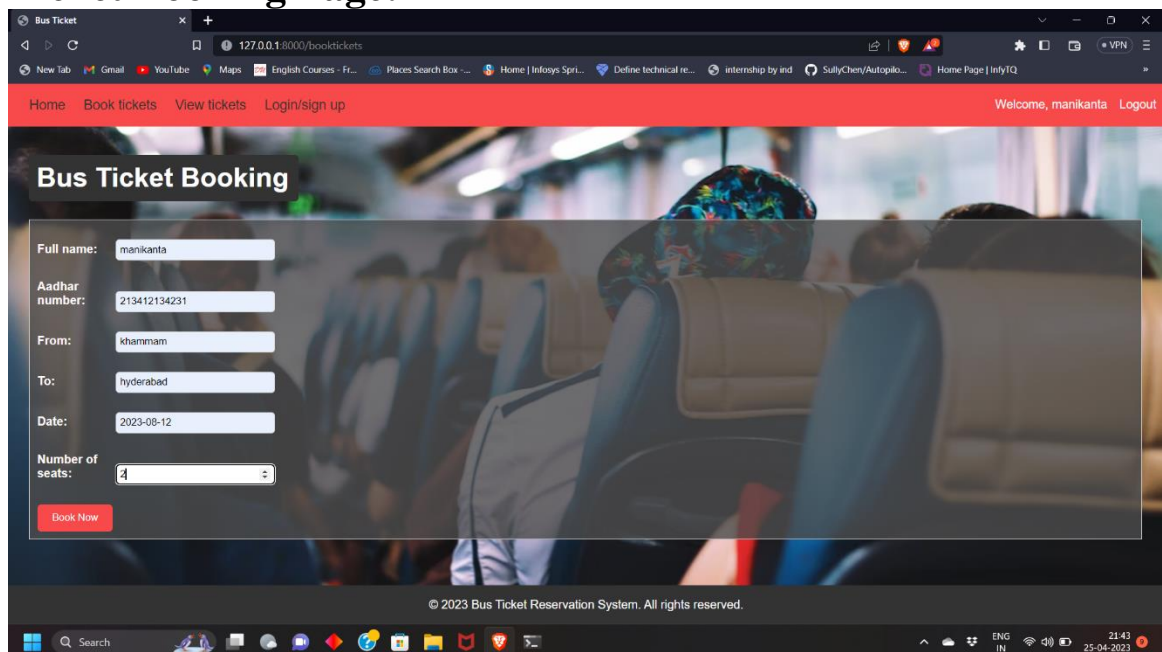 Bus Ticket
127.0.0.1:8000/booktickets
VPN
New Tab Gmail YouTube Maps English Courses - Fr... Places Search Box -... Home | Infosys Spri... Define technical re... internship by ind SullyChen/Autopilo... Home Page | InfyTQ
Home Book tickets View tickets Login/sign up Welcome, manikanta Logout
Bus Ticket Booking
Full name: manikanta
Aadhar
number: 213412134231
From: khammam
To: hyderabad
Date: 2023-08-12
Number of
seats: 2
Book Now
© 2023 Bus Ticket Reservation System. All rights reserved.
Search ENG 21:43
IN 25-04-2023